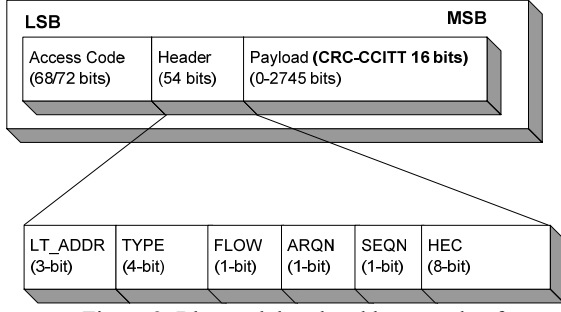 LSB
MSB
Access Code
(68/72 bits)
Header
(54 bits)
Payload (CRC-CCITT 16 bits)
(0-2745 bits)
LT_ADDR
(3-bit)
TYPE
(4-bit)
FLOW
(1-bit)
ARQN
(1-bit)
SEQN
(1-bit)
HEC
(8-bit)